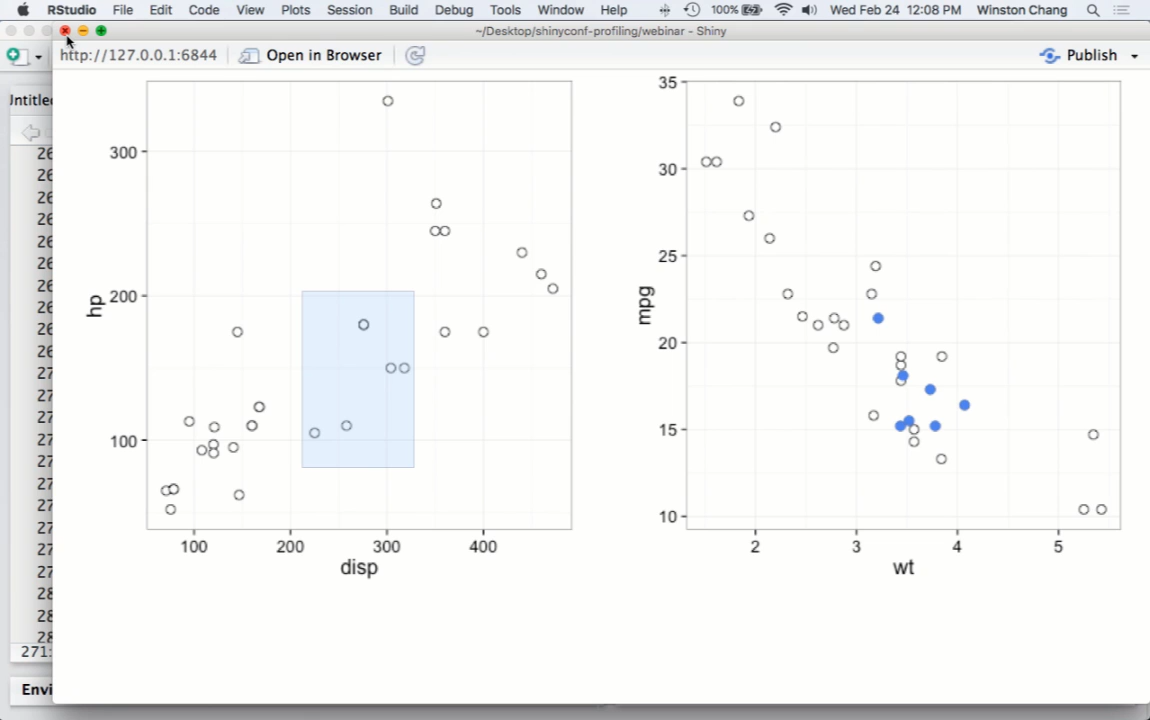 RStudio File Edit Code View Plots Session Build Debug Tools Window Help 100% Wed Feb 24 12:08 PM Winston Chang
~/Desktop/shinyconf-profiling/webinar - Shiny
http://127.0.0.1:6844 Open in Browser Publish
35
30
25
20
15
10
mpg
2 3 4 5
wt
300
200
100
hp
100 200 300 400
disp
271:
Envi